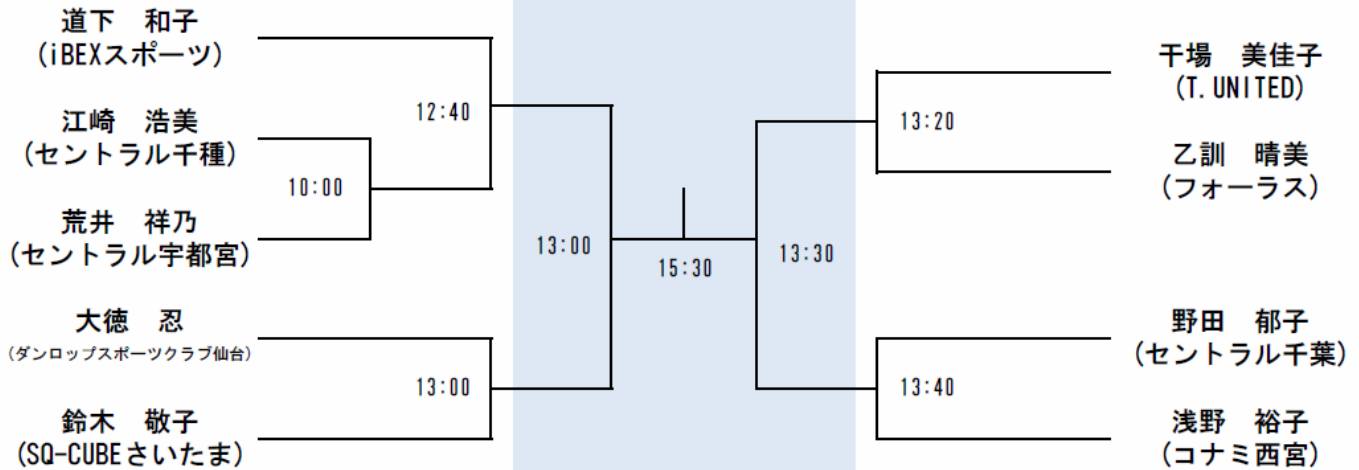 道下　和子
(iBEXスポーツ)
12:40
江崎　浩美
(セントラル千種)
10:00
荒井　祥乃
(セントラル宇都宮)
13:00
大徳　忍
(ダンロップスポーツクラブ仙台)
13:00
鈴木　敬子
(SQ-CUBEさいたま)
15:30
干場　美佳子
(T.UNITED)
13:20
乙訓　晴美
(フォーラス)
13:30
野田　郁子
(セントラル千葉)
13:40
浅野　裕子
(コナミ西宮)